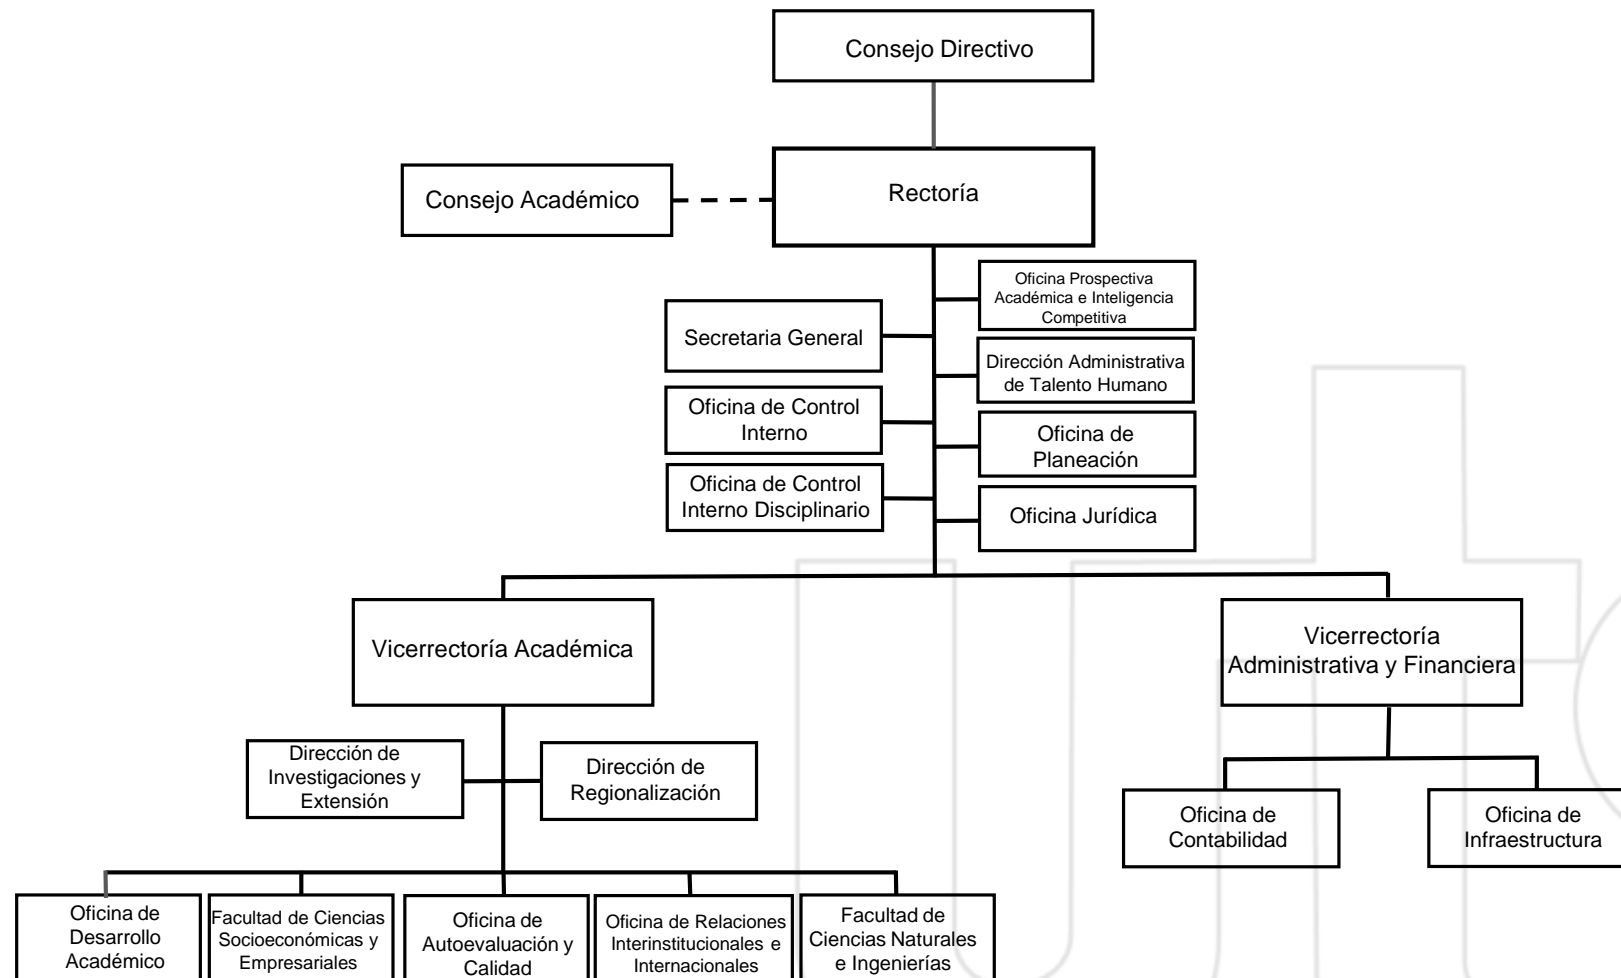 Consejo Directivo
Consejo Académico
Rectoría
Oficina Prospectiva
Académica e Inteligencia
Competitiva
Secretaria General
Dirección Administrativa
de Talento Humano
Oficina de Control
Interno
Oficina de
Planeación
Oficina de Control
Interno Disciplinario
Oficina Jurídica
Vicerrectoría Académica
Vicerrectoría
Administrativa y Financiera
Dirección de
Investigaciones y
Extensión
Dirección de
Regionalización
Oficina de
Contabilidad
Oficina de
Infraestructura
Oficina de
Desarrollo
Académico
Facultad de Ciencias
Socioeconómicas y
Empresariales
Oficina de
Autoevaluación y
Calidad
Oficina de Relaciones
Interinstitucionales e
Internacionales
Facultad de
Ciencias Naturales
e Ingenierías